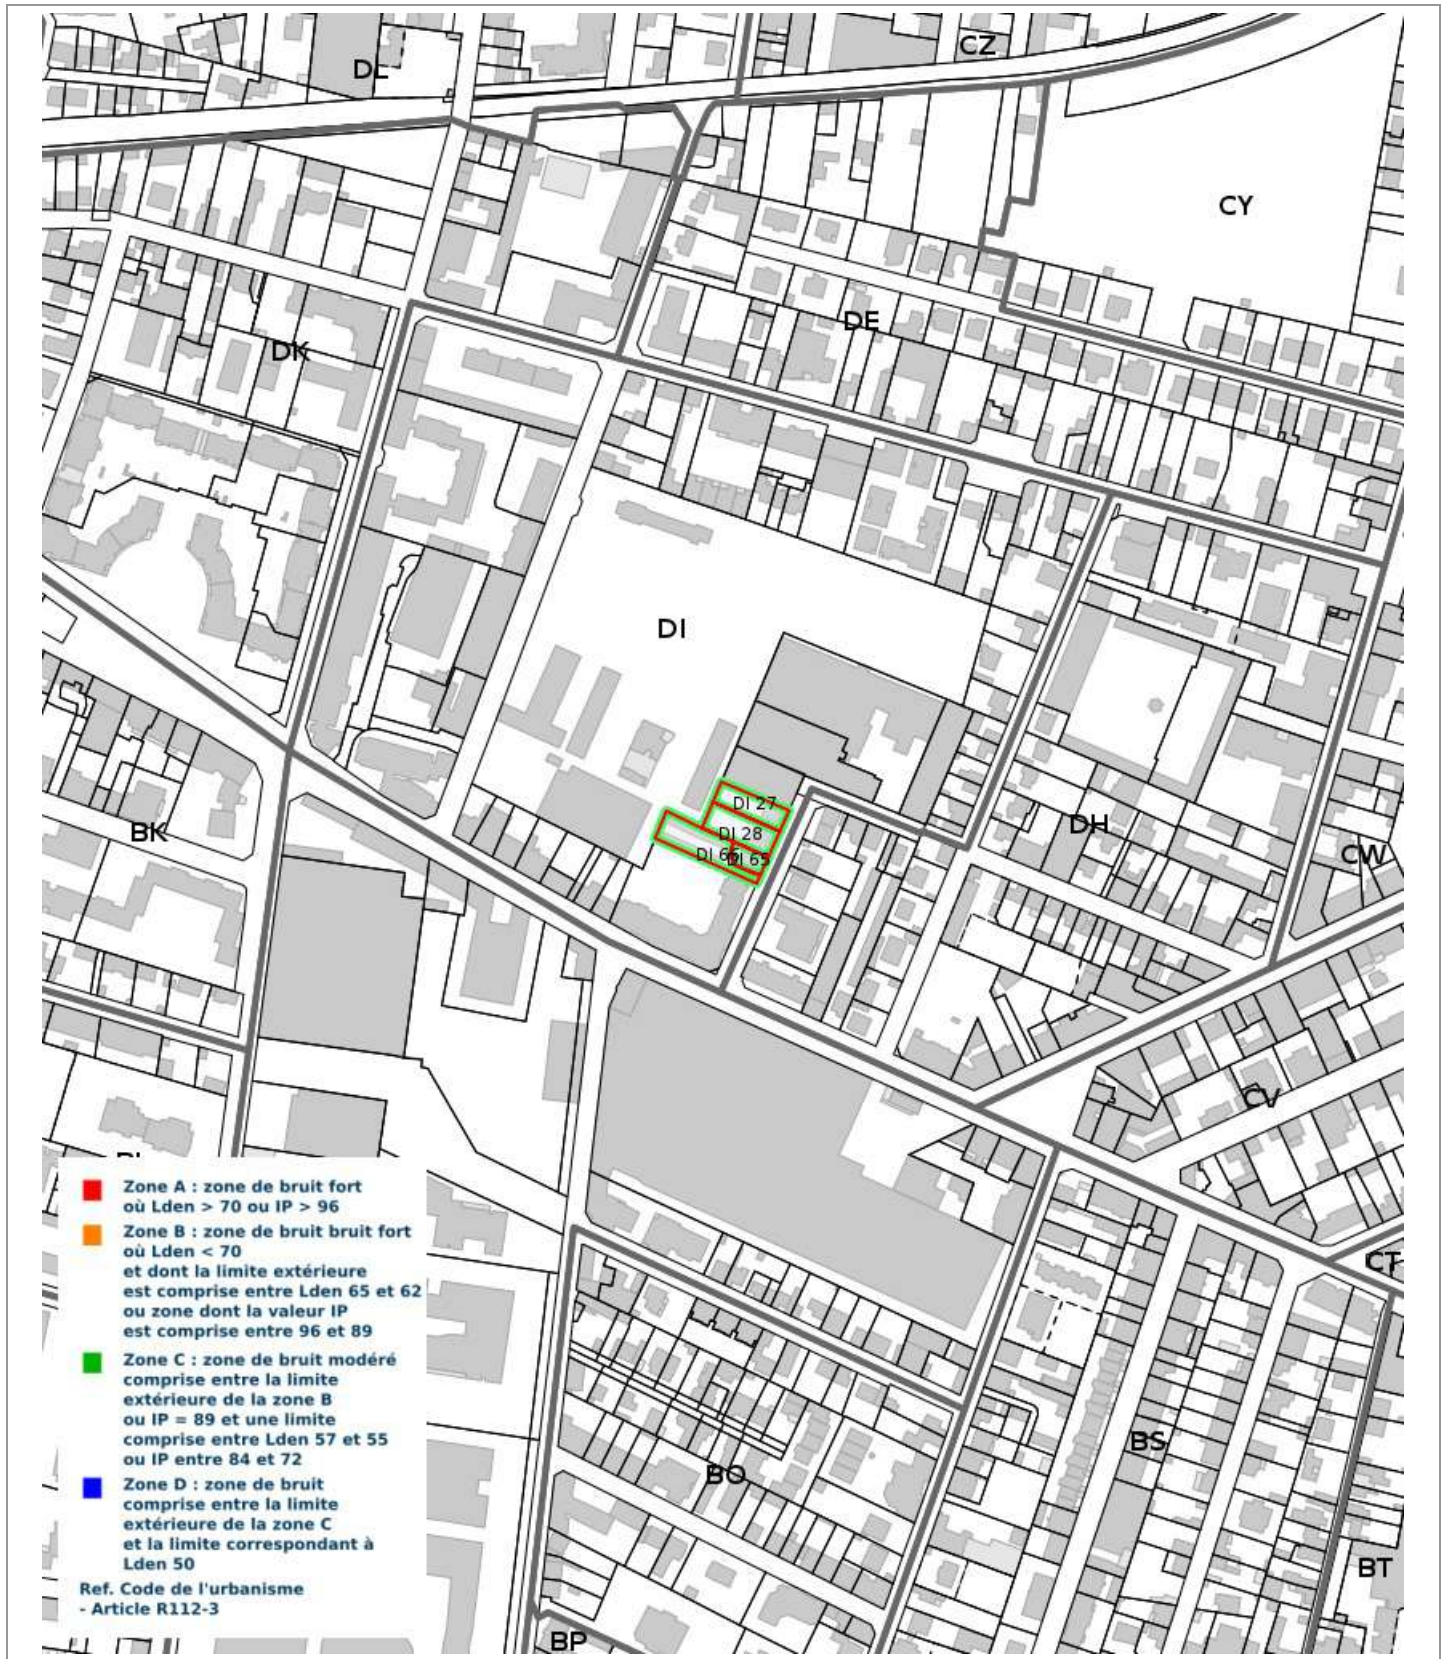 CZ
DL
CY
DE
DK
DI
DI 27
DI 28
DI 65
DH
BK
CW
CV
Zone A : zone de bruit fort
où Lden > 70 ou IP > 96
Zone B : zone de bruit bruit fort
où Lden < 70
et dont la limite extérieure
est comprise entre Lden 65 et 62
ou zone dont la valeur IP
est comprise entre 96 et 89
Zone C : zone de bruit modéré
comprise entre la limite
extérieure de la zone B
ou IP = 89 et une limite
comprise entre Lden 57 et 55
ou IP entre 84 et 72
Zone D : zone de bruit
comprise entre la limite
extérieure de la zone C
et la limite correspondant à
Lden 50
Ref. Code de l'urbanisme
- Article R112-3
CT
BS
BO
BT
BP